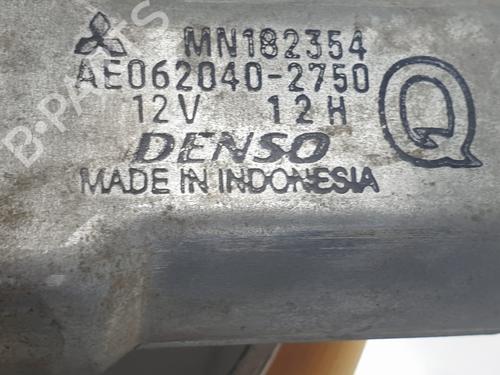 MN182354
AE062040-2750
12V 12H
Q
DENSO
MADE IN INDONESIA
B-PARTS